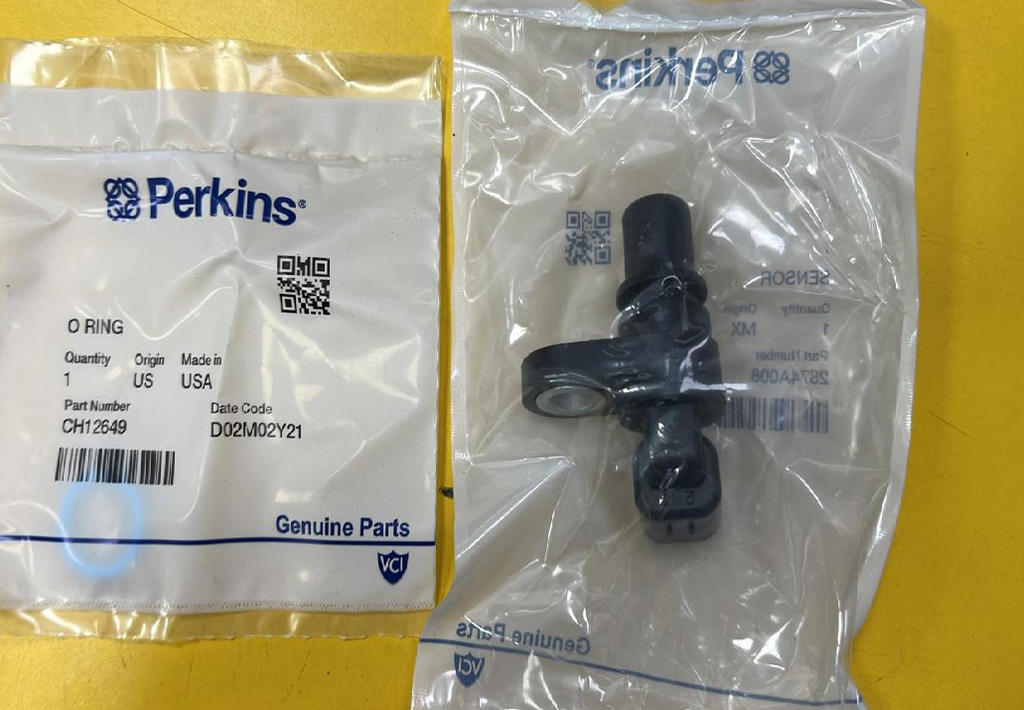 Perkins®
O RING
Quantity Origin Made in
1 US USA
Part Number Date Code
CH12649 D02M02Y21
Genuine Parts
VCI
Perkins®
SENSOR
Quantity Origin
1 MX
Part Number
2874A008
2
Genuine Parts
VCI